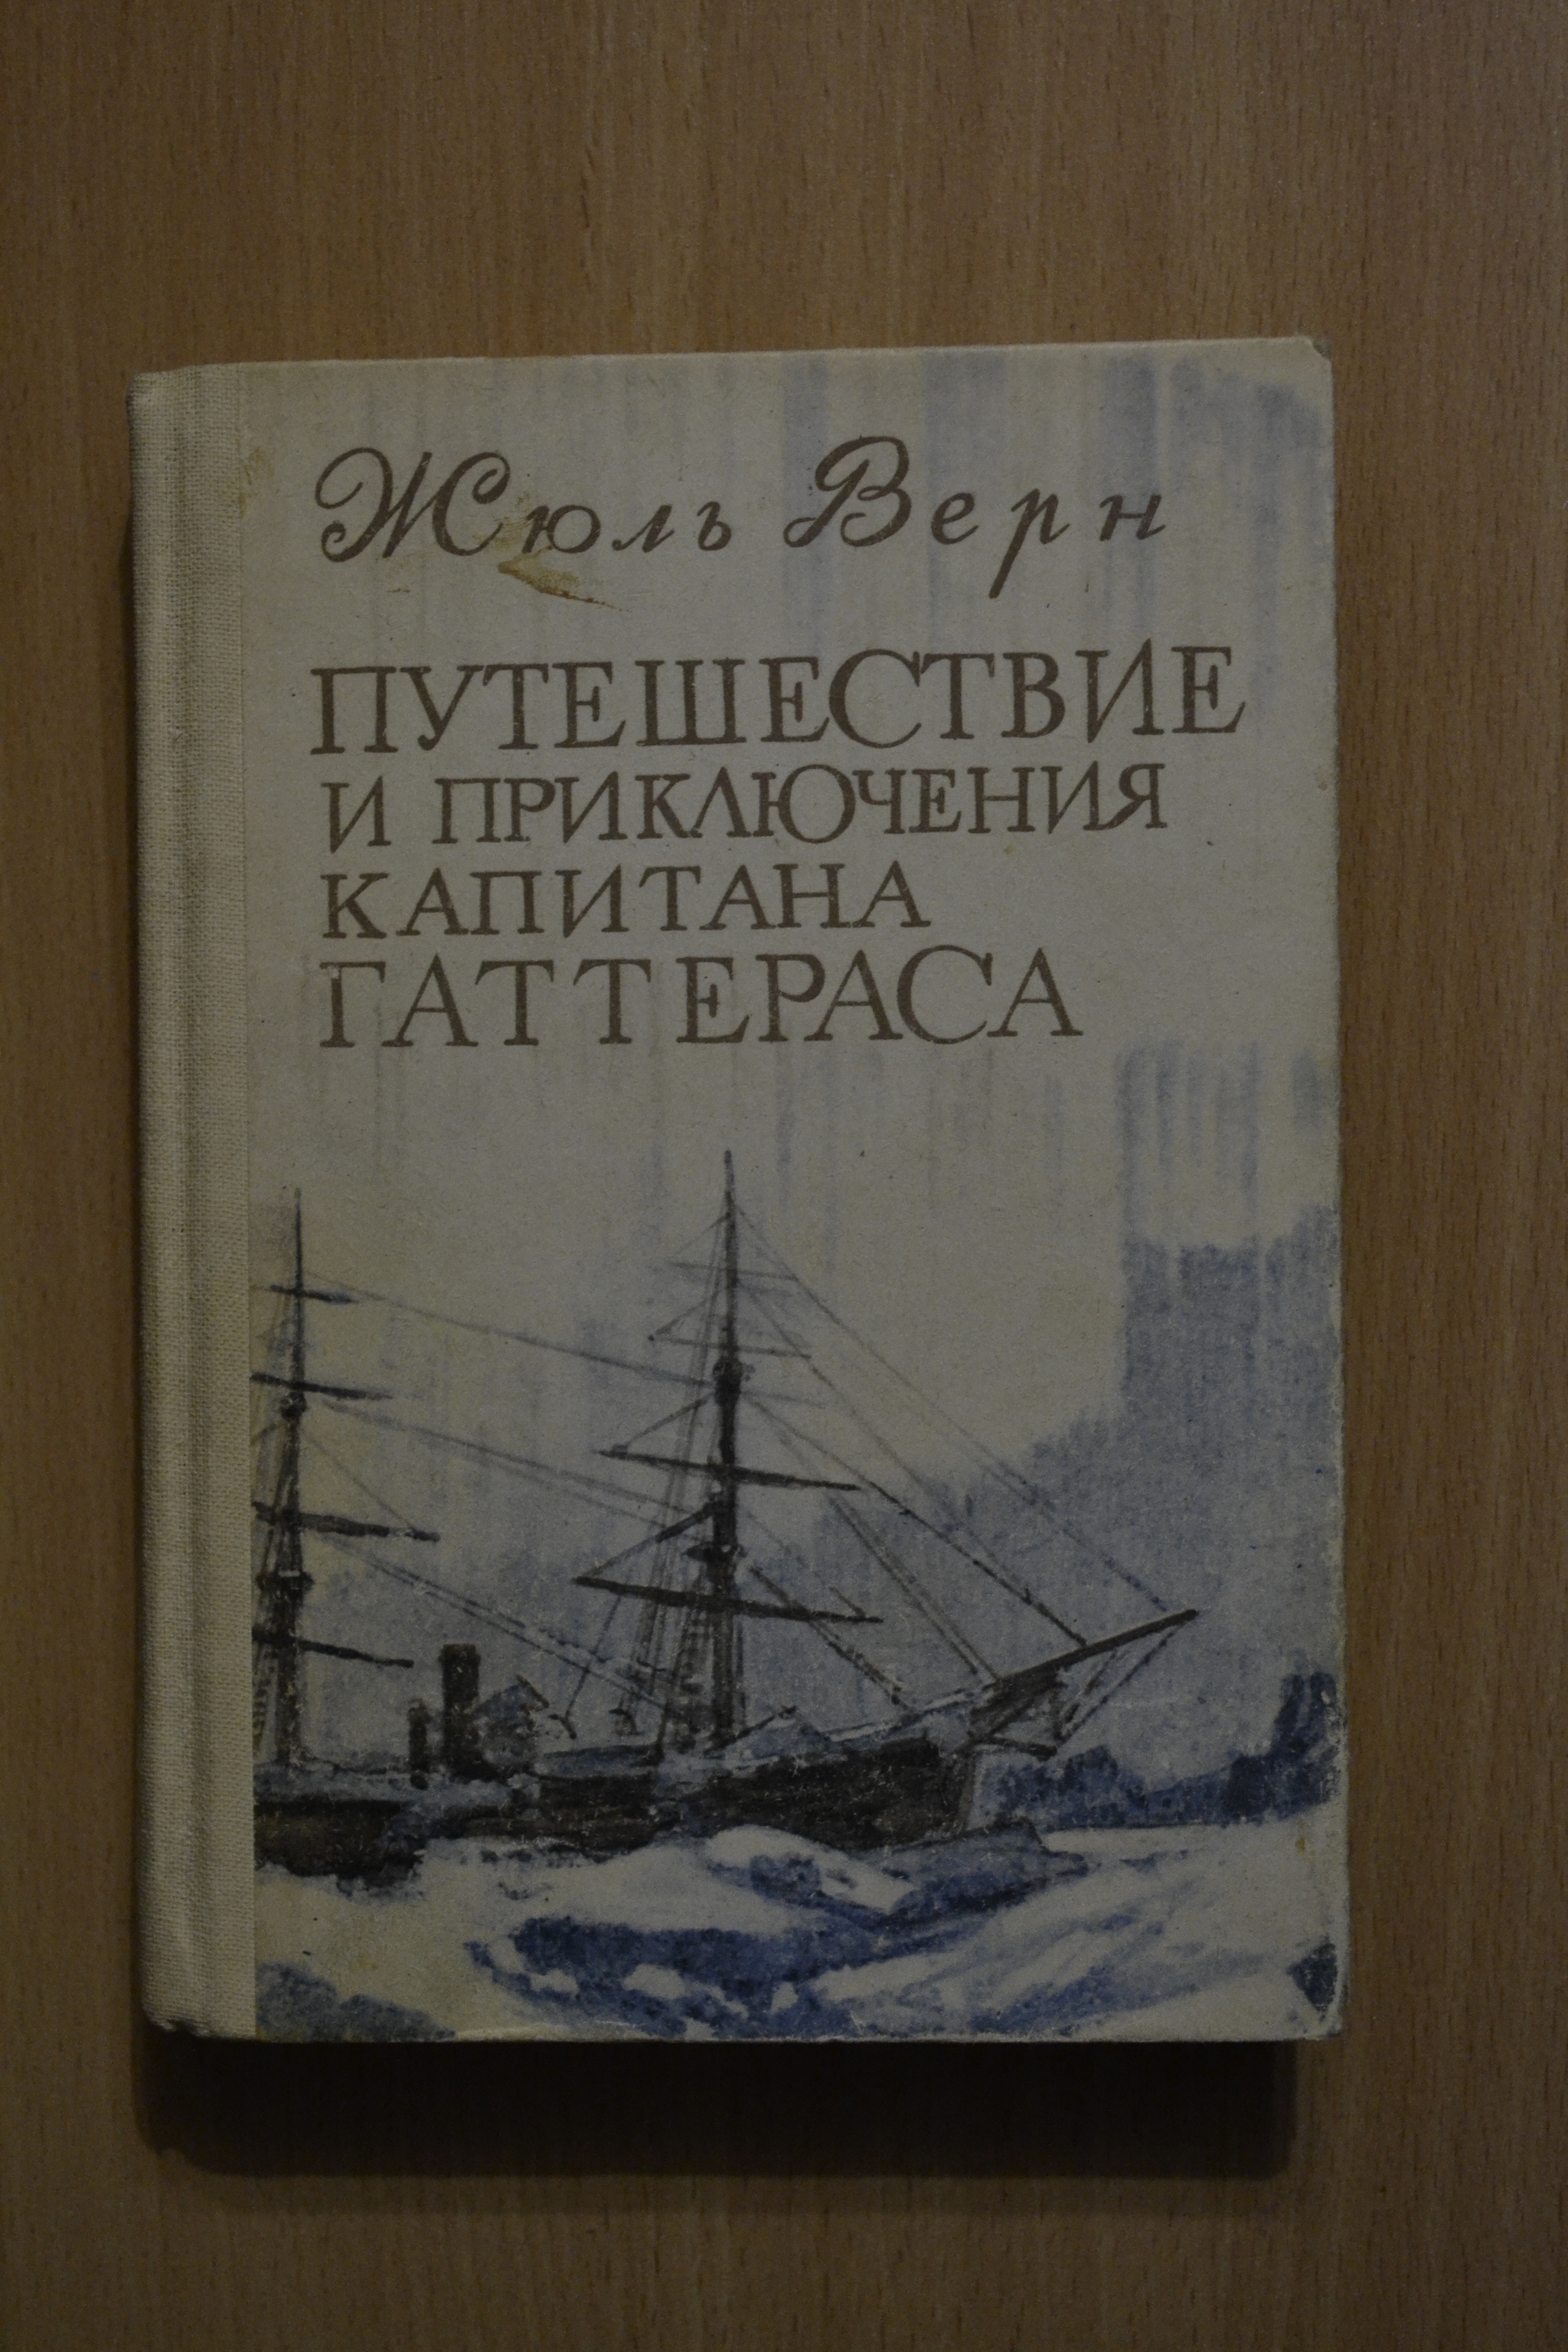 Жюль Верн
ПУТЕШЕСТВИЕ
И ПРИКЛЮЧЕНИЯ
КАПИТАНА
ГАТТЕРАСА